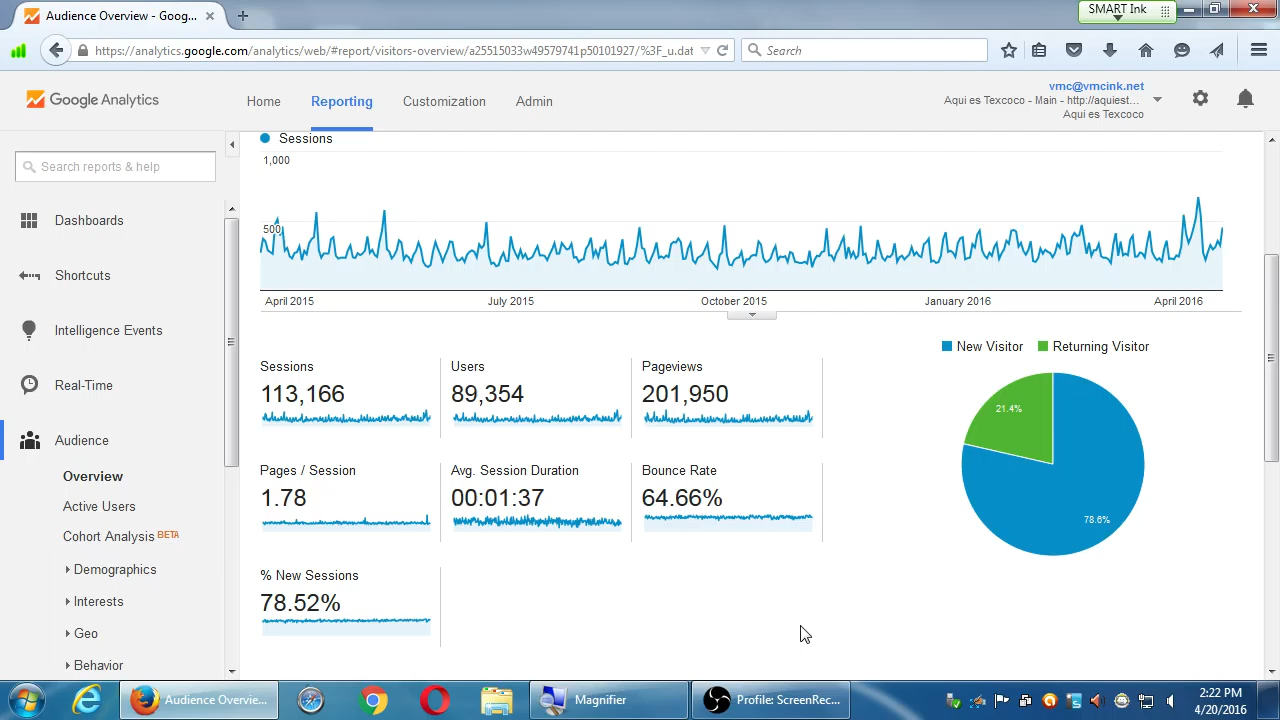 Audience Overview - Goog...
SMART Ink
https://analytics.google.com/analytics/web/#report/visitors-overview/a25515033w49579741p50101927/%3F_u.dat
Search
Google Analytics
Home
Reporting
Customization
Admin
vmc@vmcink.net
Aqui es Texcoco - Main - http://aquiest...
Aqui es Texcoco
Search reports & help
Dashboards
Shortcuts
Intelligence Events
Real-Time
Audience
Overview
Active Users
Cohort Analysis BETA
Demographics
Interests
Geo
Behavior
Sessions
1,000
500
April 2015
July 2015
October 2015
January 2016
April 2016
New Visitor
Returning Visitor
21.4%
78.6%
Sessions
113,166
Users
89,354
Pageviews
201,950
Pages / Session
1.78
Avg. Session Duration
00:01:37
Bounce Rate
64.66%
% New Sessions
78.52%
Audience Overvie...
Magnifier
Profile: ScreenRec...
2:22 PM
4/20/2016